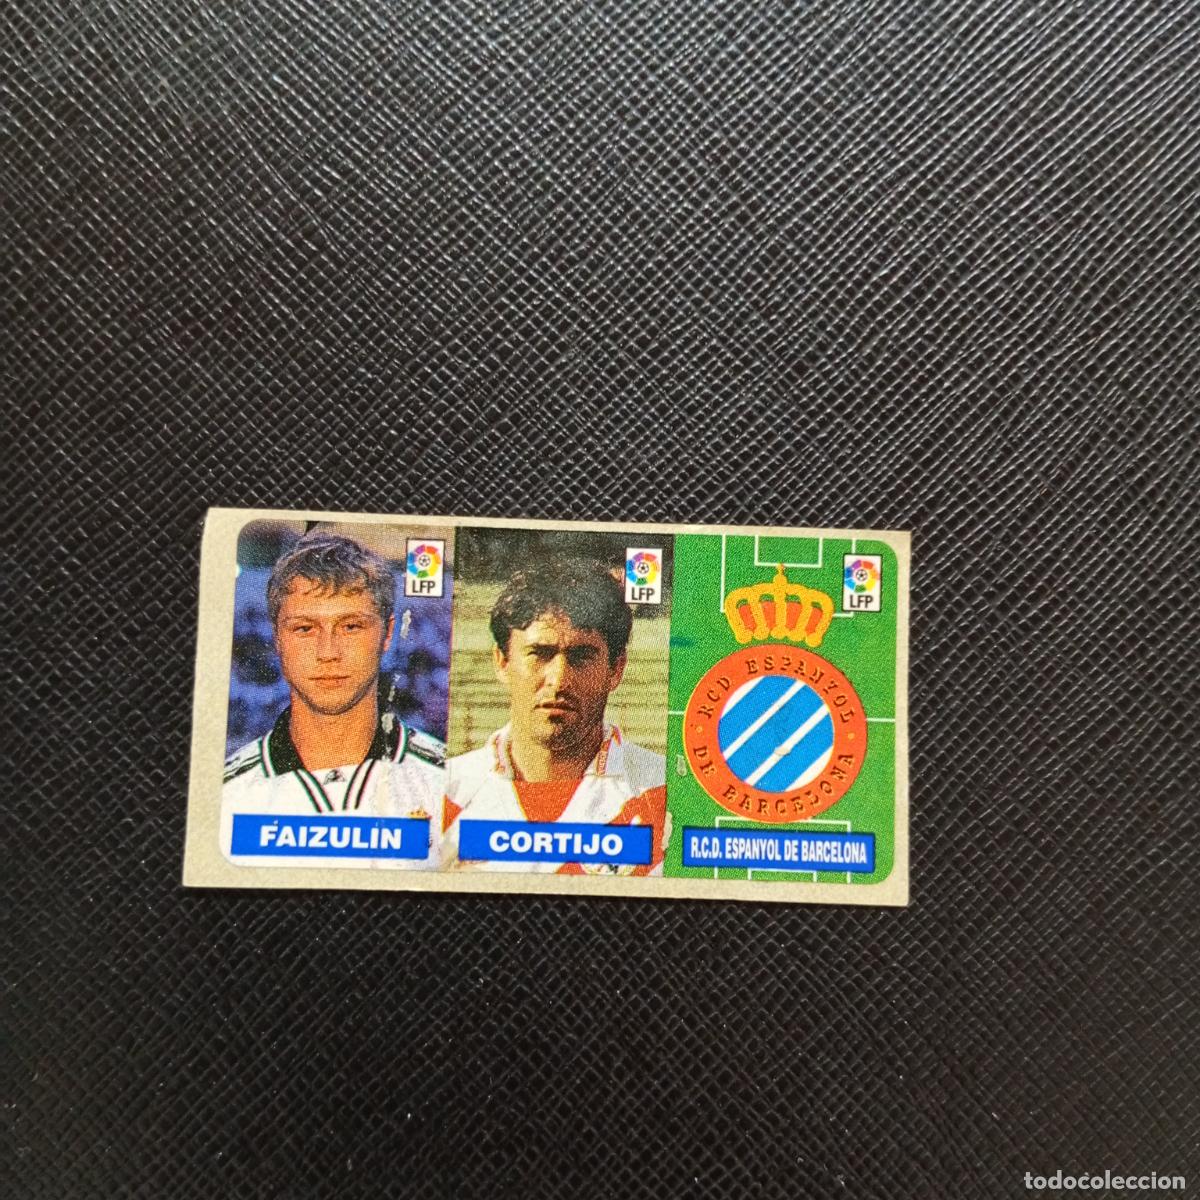 LFP
LFP
LFP
RCD ESPANYOL
DE BARCELONA
FAIZULIN
CORTIJO
R.C.D. ESPANYOL DE BARCELONA
todocoleccion